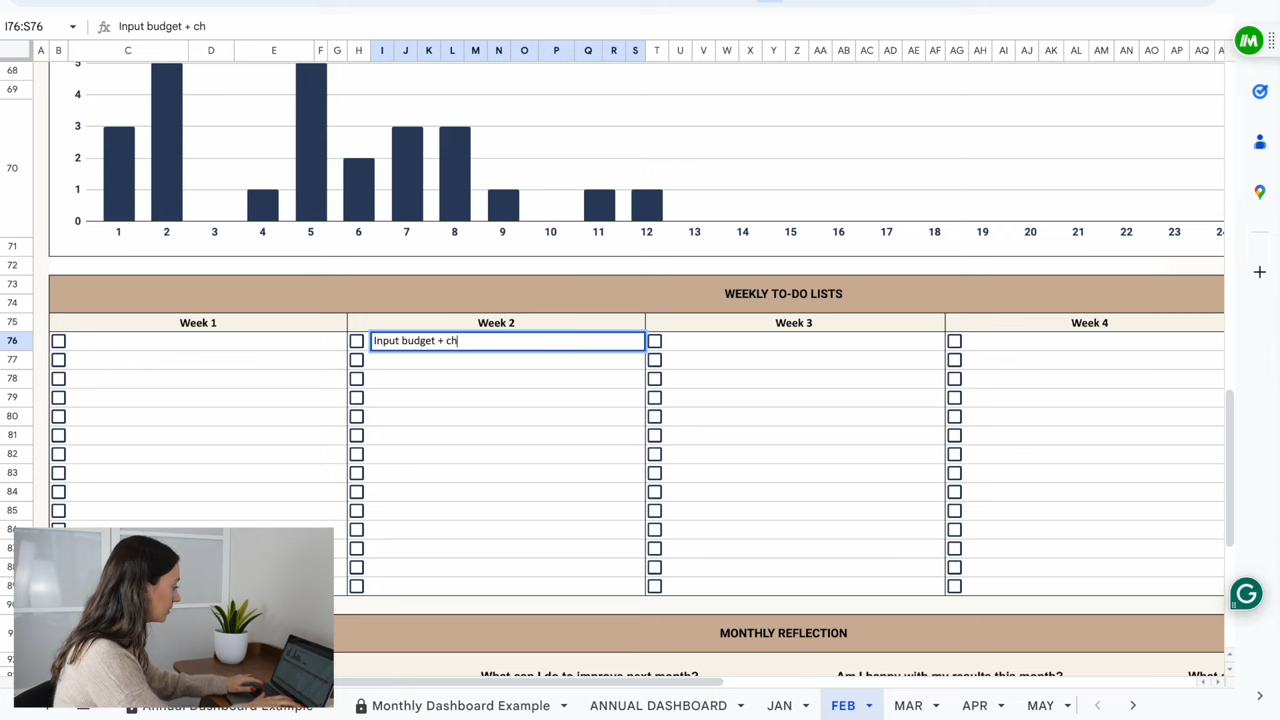 I76:S76 fx Input budget + ch
A B C D E F G H I J K L M N O P Q R S T U V W X Y Z AA AB AC AD AE AF AG AH AI AJ AK AL AM AN AO AP AQ
68 5
69 4
3
70 2
1
0
71 1 2 3 4 5 6 7 8 9 10 11 12 13 14 15 16 17 18 19 20 21 22 23
72
73 WEEKLY TO-DO LISTS
74
75 Week 1 Week 2 Week 3 Week 4
76 Input budget + ch
77
78
79
80
81
82
83
84
85
90
MONTHLY REFLECTION
What can I do to improve next month? Am I happy with my results this month?
ANNUAL Dashboard Example Monthly Dashboard Example ANNUAL DASHBOARD JAN FEB MAR APR MAY